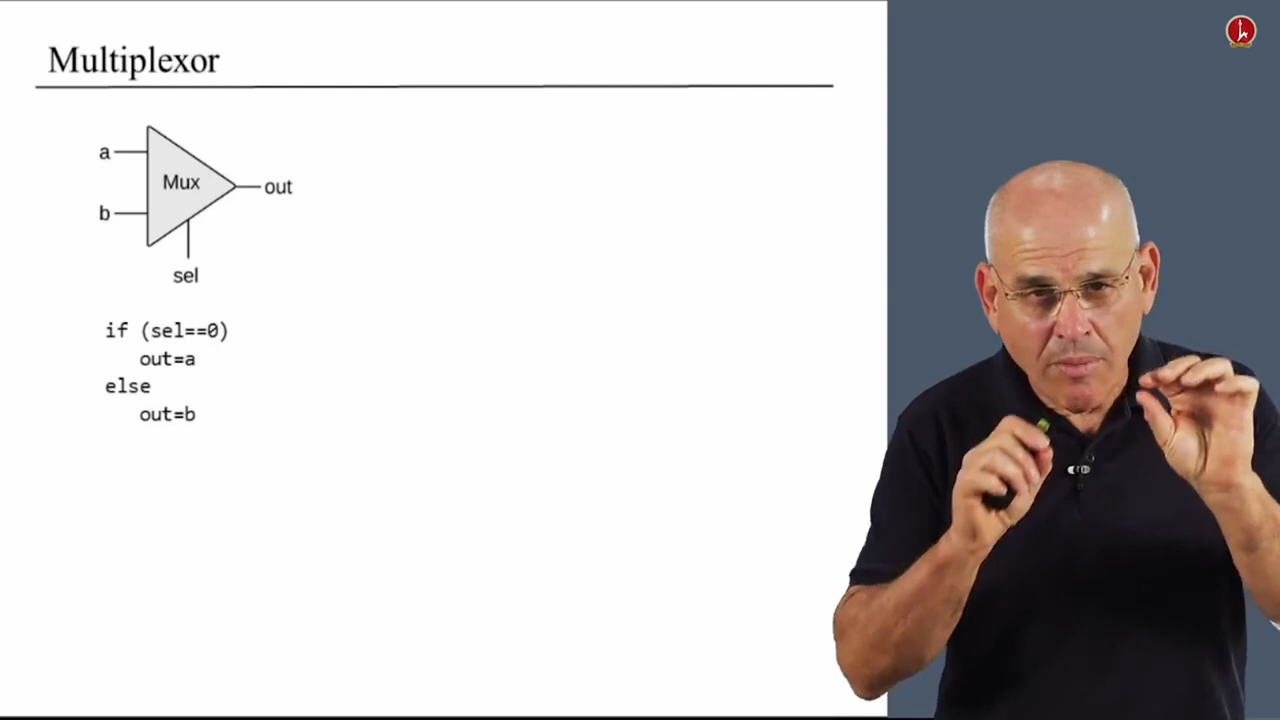 Multiplexor
a
Mux
out
b
sel
if (sel==0)
out=a
else
out=b